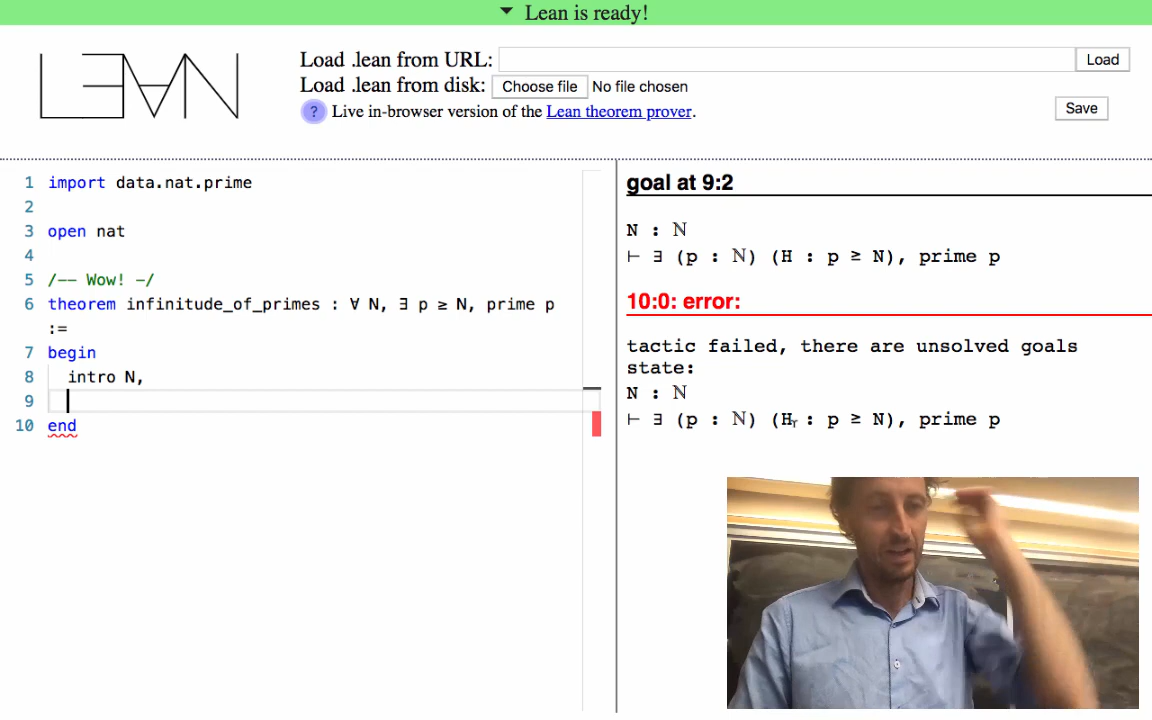 ▼ Lean is ready!
LEAN
Load .lean from URL: Load
Load .lean from disk: Choose file No file chosen
? Live in-browser version of the Lean theorem prover.
Save
1 import data.nat.prime
2
3 open nat
4
5 /-- Wow! -/
6 theorem infinitude_of_primes : ∀ N, ∃ p ≥ N, prime p
:=
7 begin
8 intro N,
9
10 end
goal at 9:2
N : ℕ
⊢ ∃ (p : ℕ) (H : p ≥ N), prime p
10:0: error:
tactic failed, there are unsolved goals
state:
N : ℕ
⊢ ∃ (p : ℕ) (H : p ≥ N), prime p